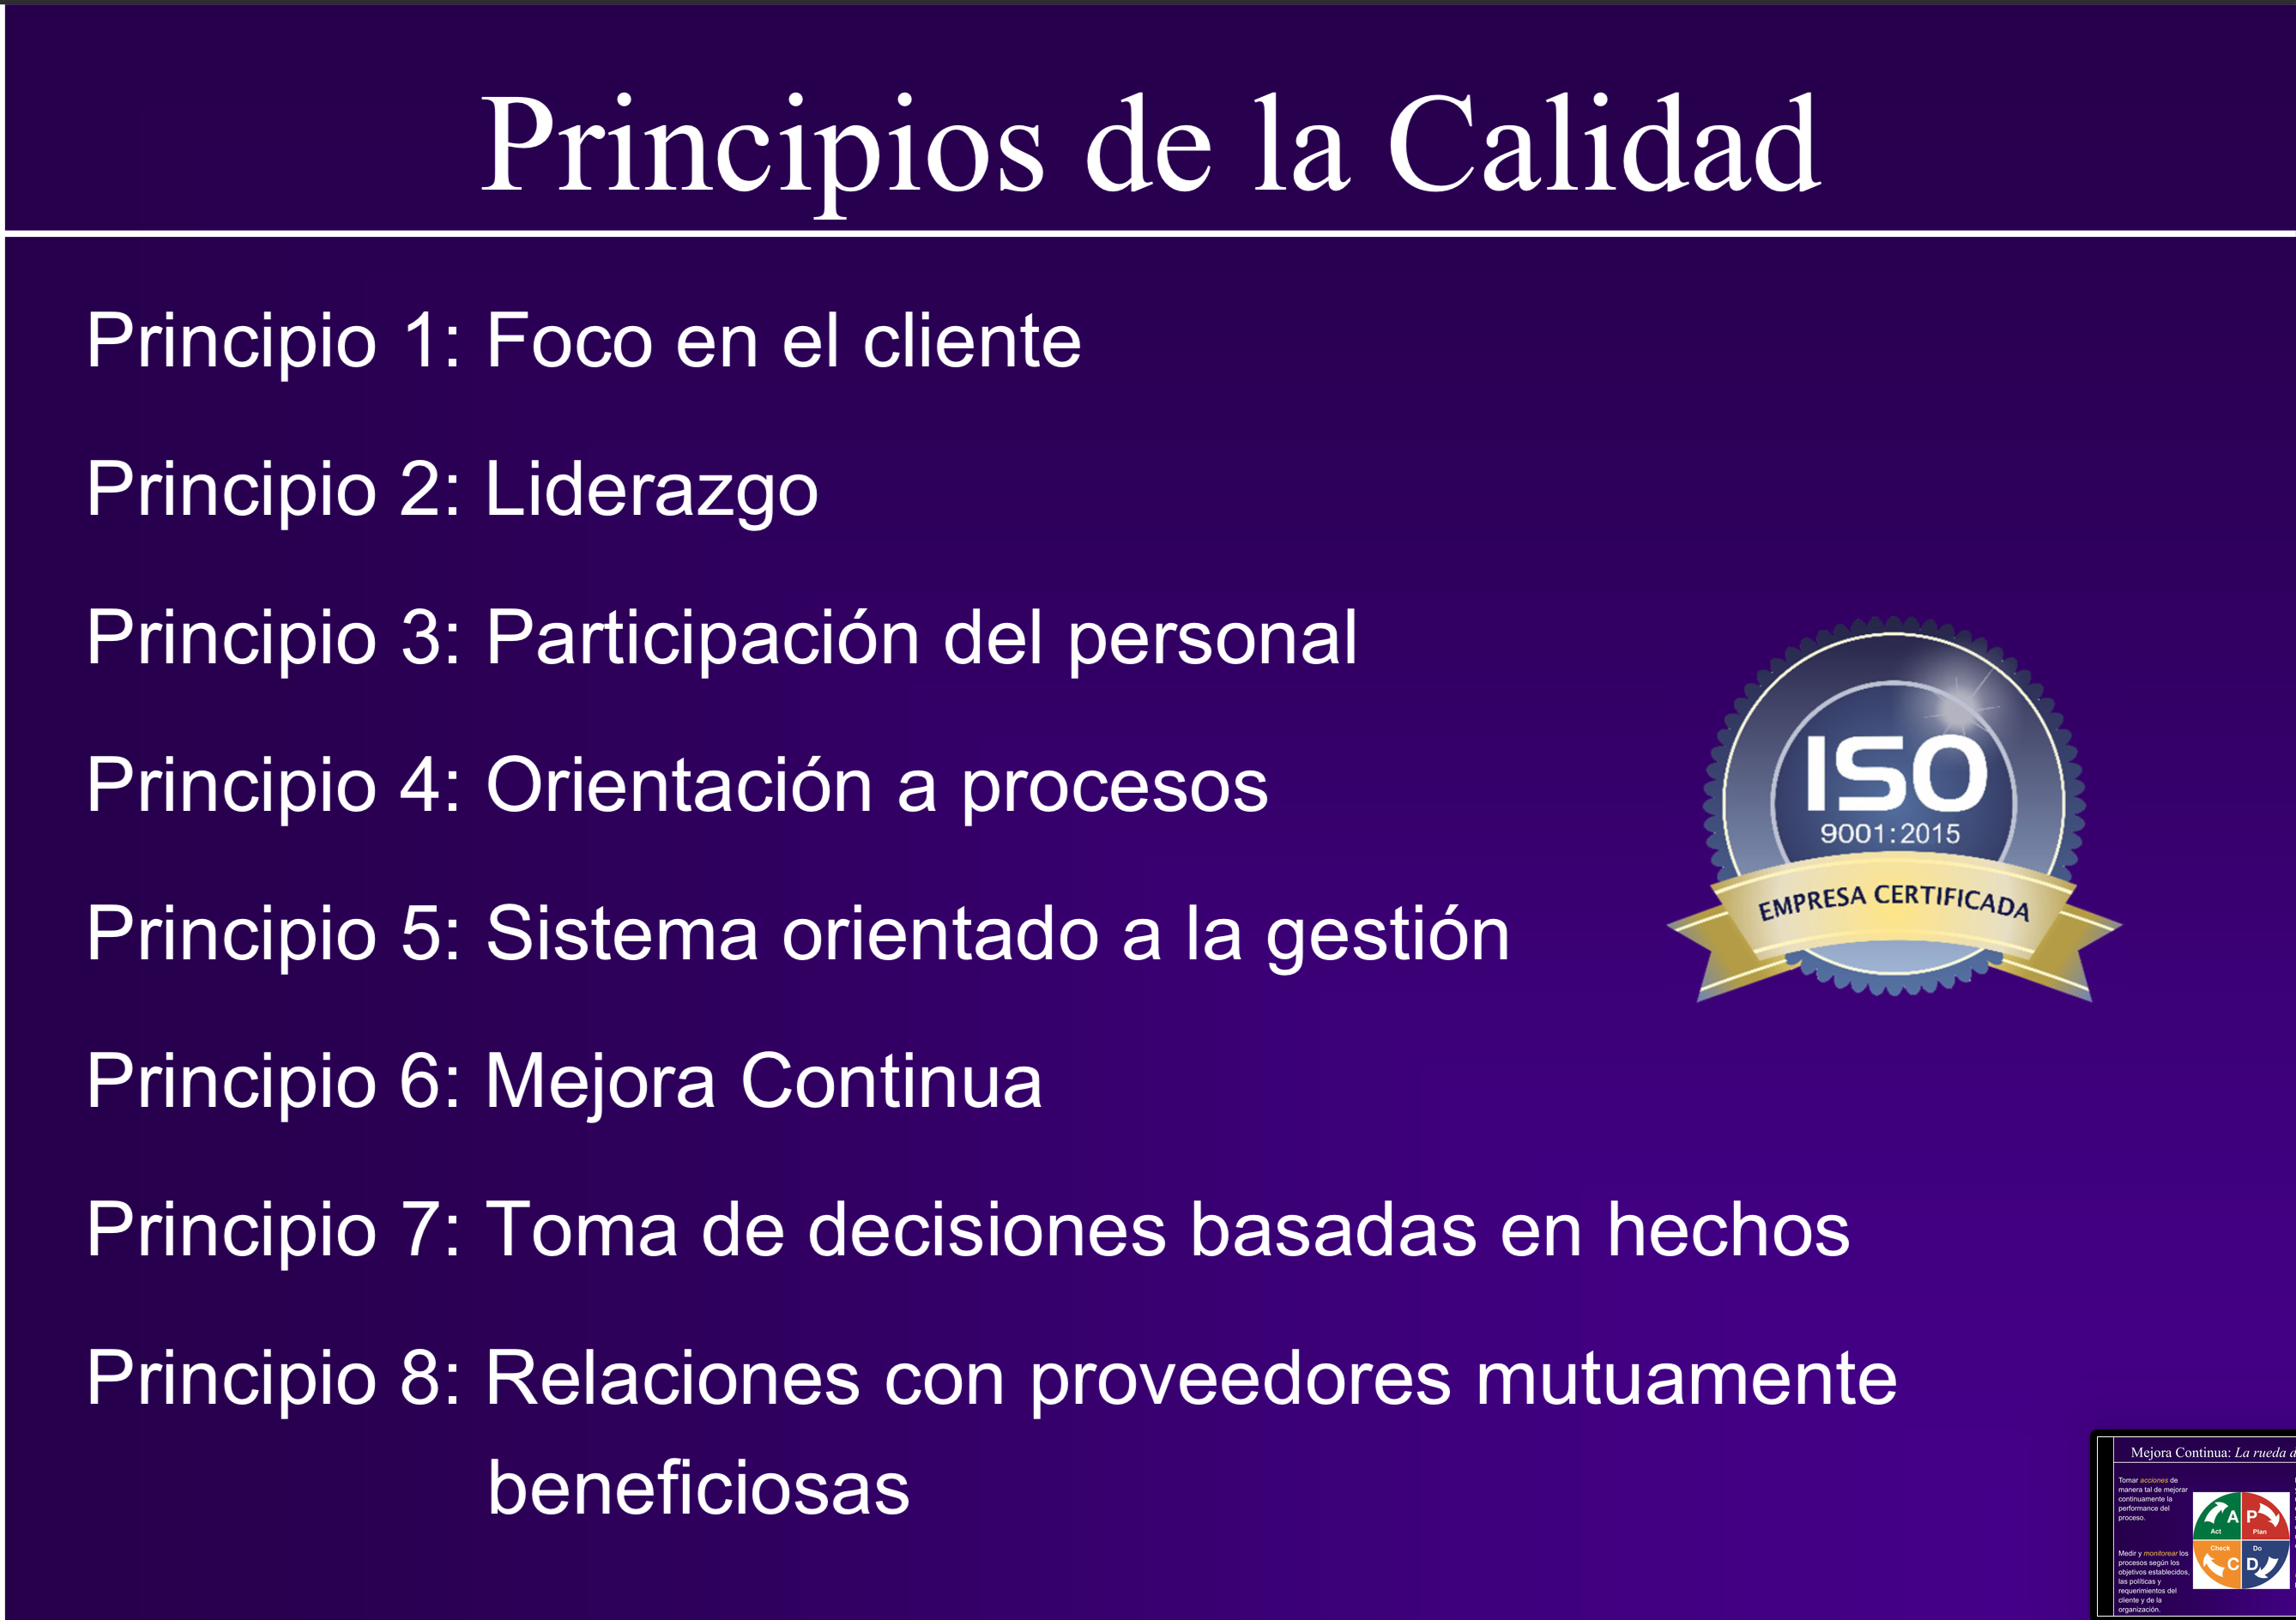 Principios de la Calidad
Principio 1: Foco en el cliente
Principio 2: Liderazgo
Principio 3: Participación del personal
Principio 4: Orientación a procesos
ISO
9001:2015
EMPRESA CERTIFICADA
Principio 5: Sistema orientado a la gestión
Principio 6: Mejora Continua
Principio 7: Toma de decisiones basadas en hechos
Principio 8: Relaciones con proveedores mutuamente
beneficiosas
Mejora Continua: La rueda d
Tomar acciones de
manera tal de mejorar
continuamente la
performance del
proceso.
A P
Act Plan
Check Do
C D
Medir y monitorear los
procesos según los
objetivos establecidos,
las políticas y
requerimientos del
cliente y de la
organización.